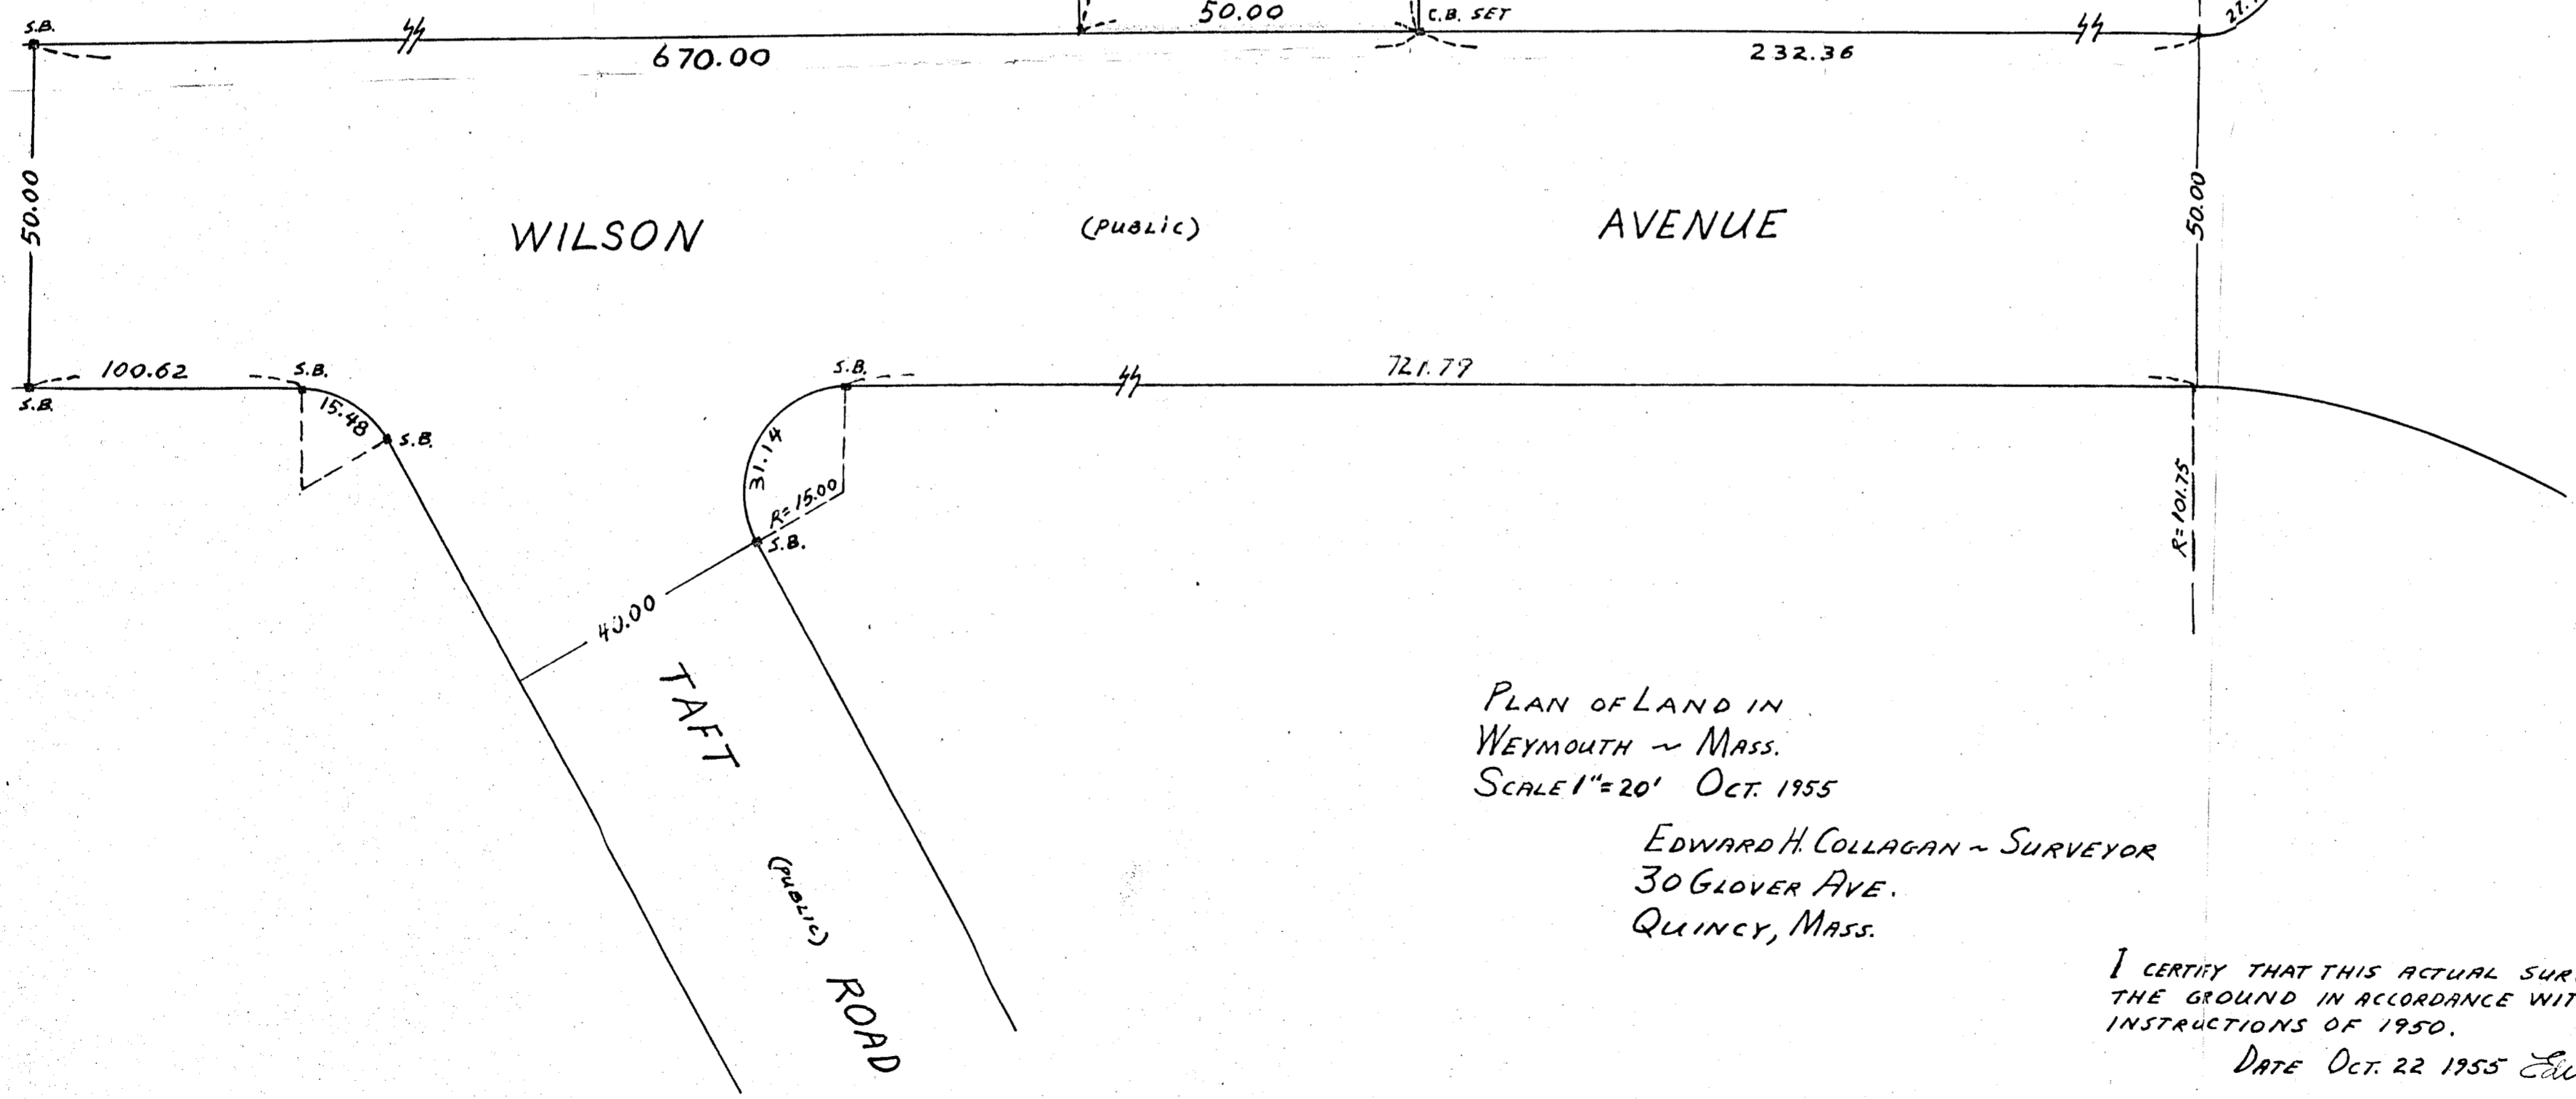 S.B.
50.00
C.B. SET
670.00
232.36
50.00
WILSON
(PUBLIC)
AVENUE
50.00
100.62
S.B.
S.B.
721.79
S.B.
15.48
S.B.
31.14
R=15.00
S.B.
R=101.75
40.00
TAFT
(PUBLIC)
ROAD
PLAN OF LAND IN
WEYMOUTH ~ MASS.
SCALE 1"=20' OCT. 1955
EDWARD H. COLLAGAN ~ SURVEYOR
30 GLOVER AVE.
QUINCY, MASS.
I CERTIFY THAT THIS ACTUAL SUR
THE GROUND IN ACCORDANCE WIT
INSTRUCTIONS OF 1950.
DATE OCT. 22 1955